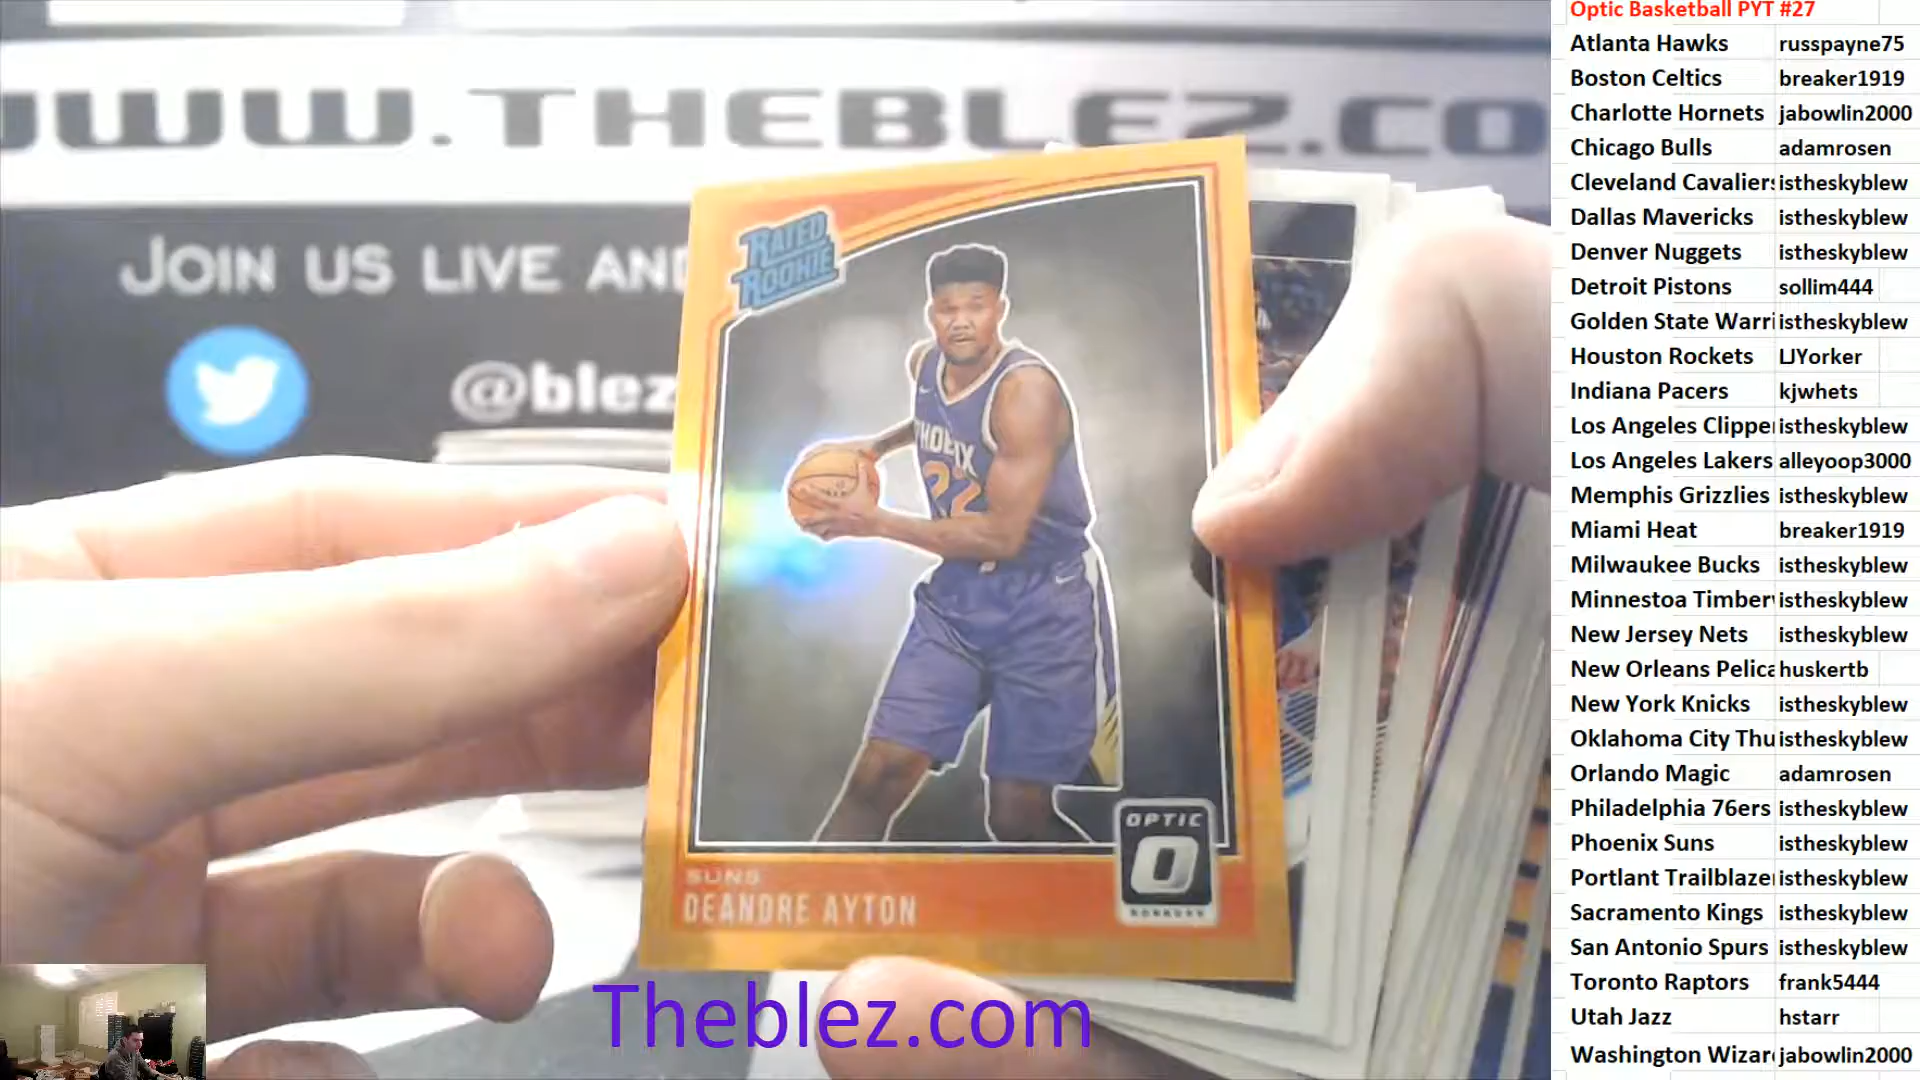 WWW.THEBLEZ.CO
JOIN US LIVE AND
@blez
RATED
ROOKIE
PHOENIX
22
OPTIC
O
DONRUSS
SUNS
DEANDRE AYTON
Theblez.com
Optic Basketball PYT #27
Atlanta Hawks russpayne75
Boston Celtics breaker1919
Charlotte Hornets jabowlin2000
Chicago Bulls adamrosen
Cleveland Cavaliers istheskyblew
Dallas Mavericks istheskyblew
Denver Nuggets istheskyblew
Detroit Pistons sollim444
Golden State Warri istheskyblew
Houston Rockets LJYorker
Indiana Pacers kjwhets
Los Angeles Clipper istheskyblew
Los Angeles Lakers alleyoop3000
Memphis Grizzlies istheskyblew
Miami Heat breaker1919
Milwaukee Bucks istheskyblew
Minnestoa Timberv istheskyblew
New Jersey Nets istheskyblew
New Orleans Pelica huskertb
New York Knicks istheskyblew
Oklahoma City Thu istheskyblew
Orlando Magic adamrosen
Philadelphia 76ers istheskyblew
Phoenix Suns istheskyblew
Portlant Trailblazer istheskyblew
Sacramento Kings istheskyblew
San Antonio Spurs istheskyblew
Toronto Raptors frank5444
Utah Jazz hstarr
Washington Wizard jabowlin2000